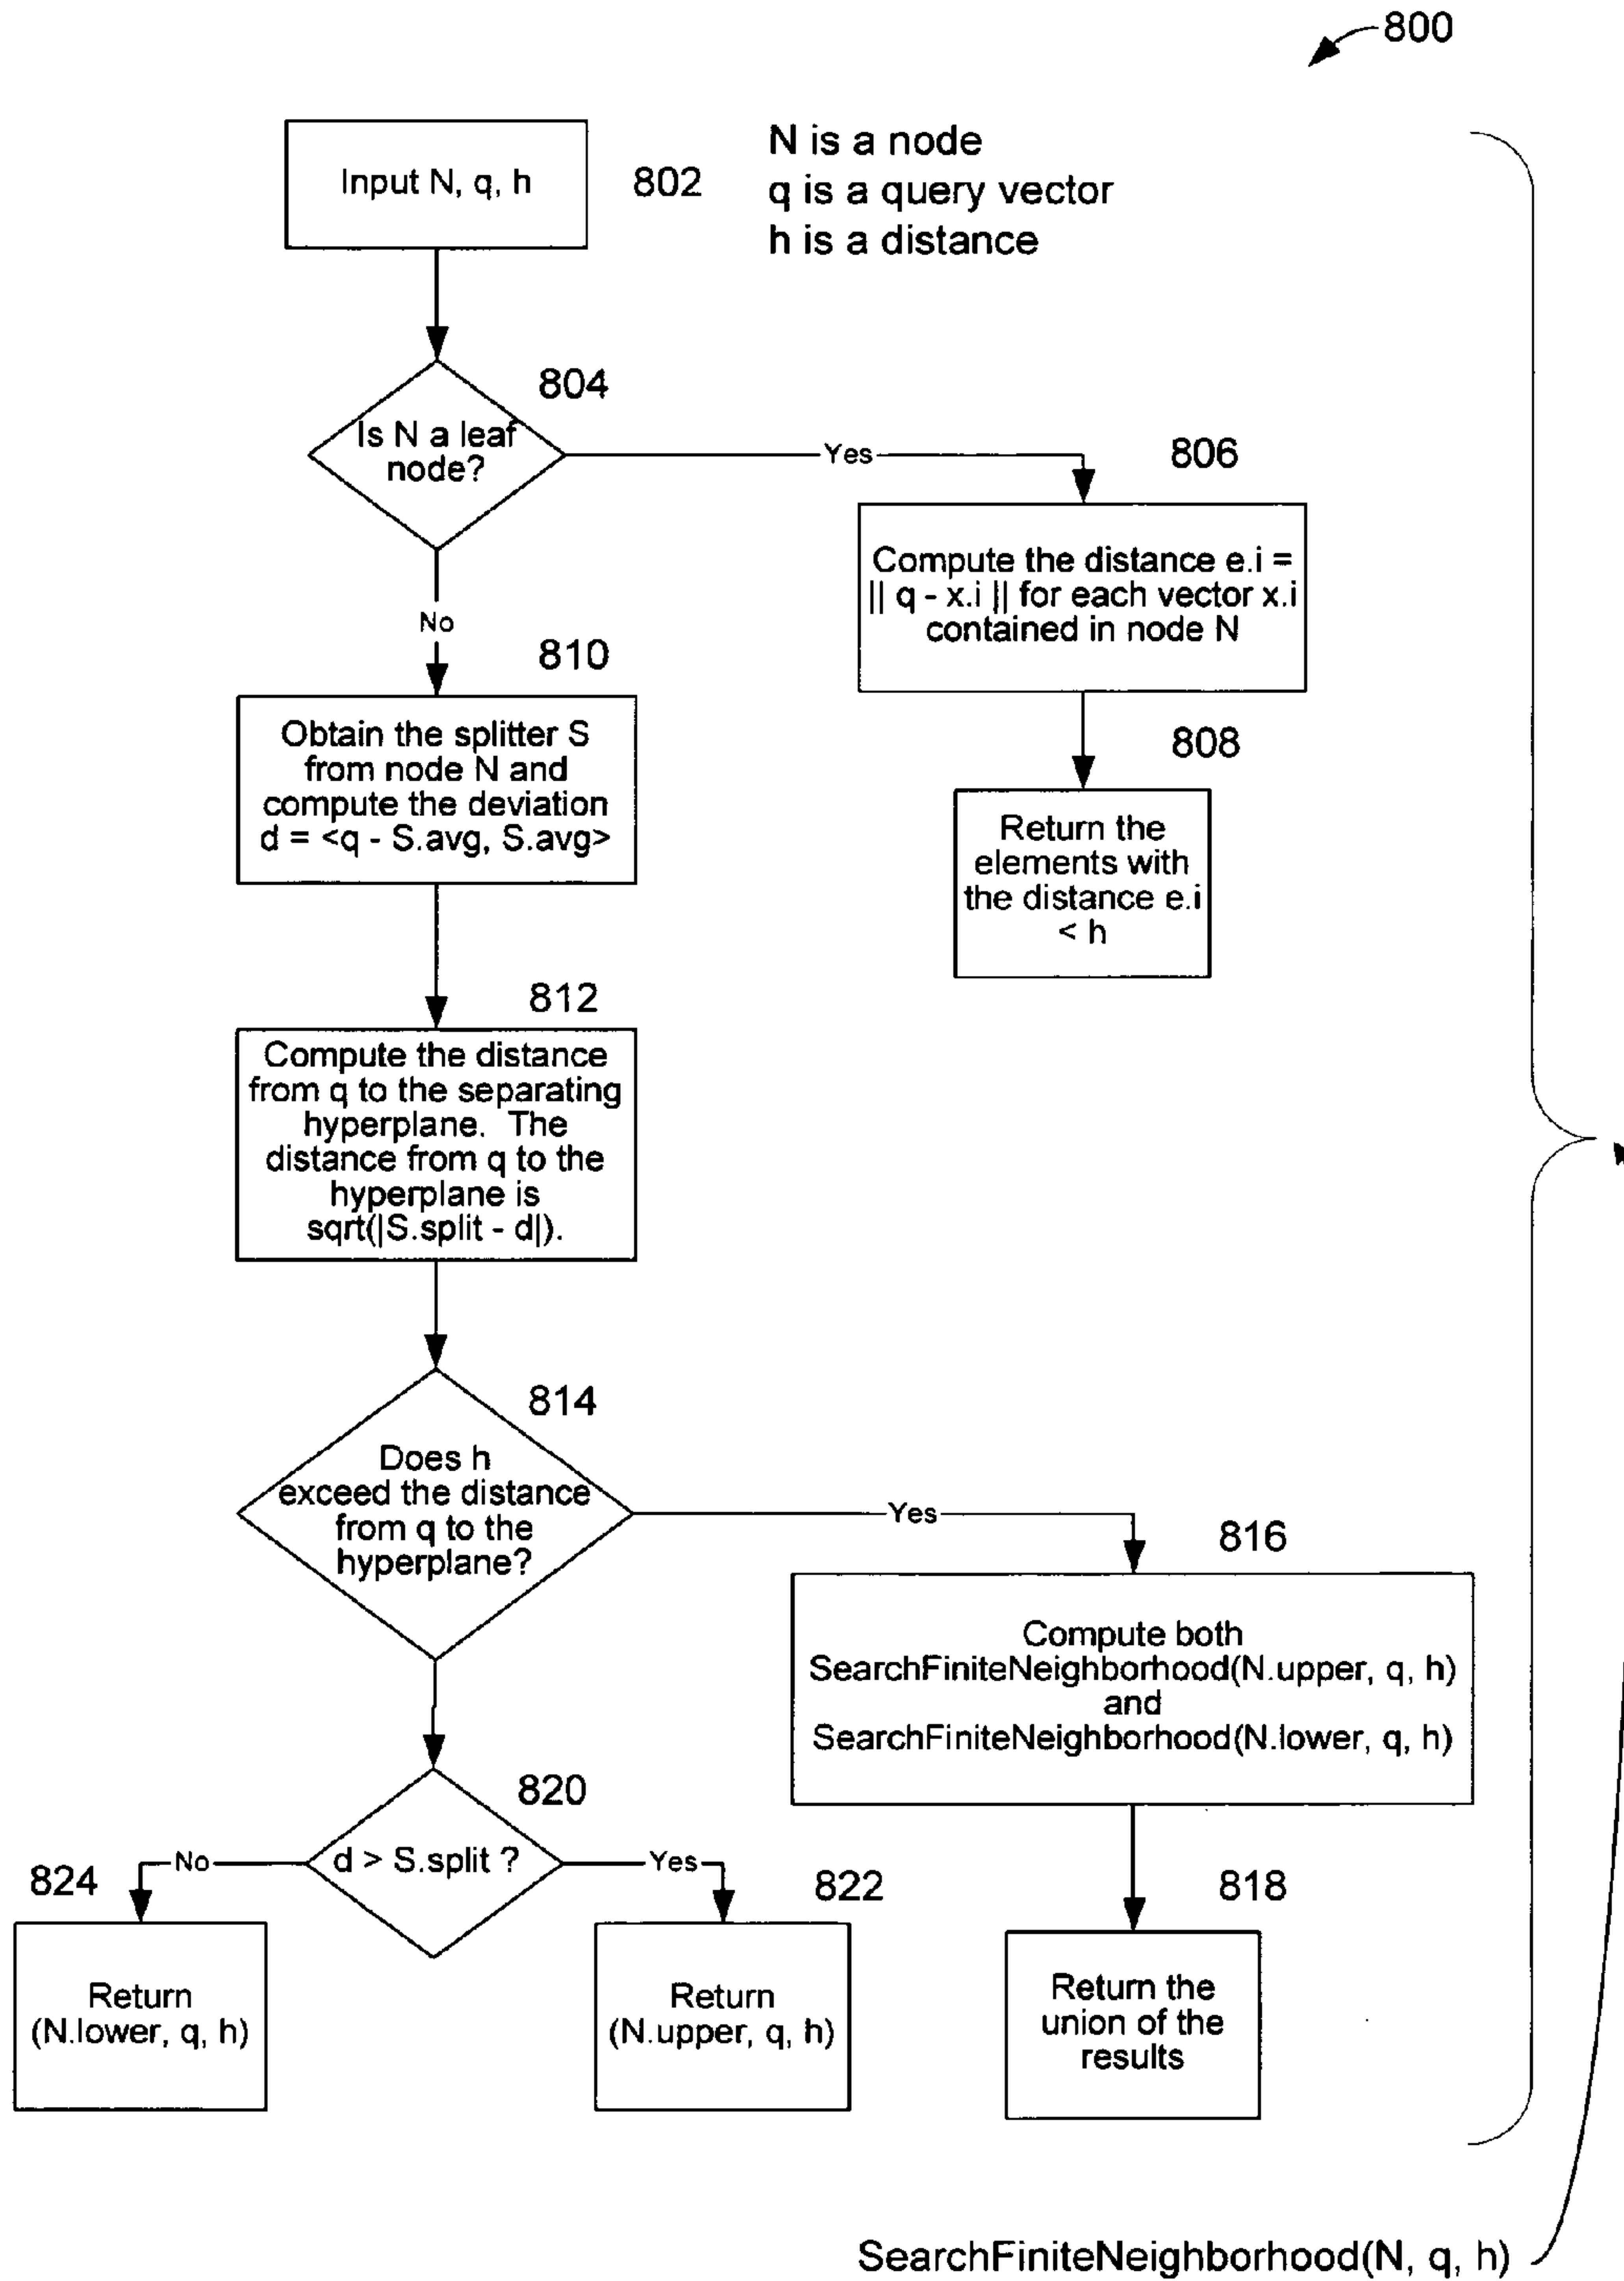 800
Input N, q, h
802
N is a node
q is a query vector
h is a distance
804
Is N a leaf
node?
Yes
806
Compute the distance e.i =
|| q - x.i || for each vector x.i
contained in node N
No
810
Obtain the splitter S
from node N and
compute the deviation
d = <q - S.avg, S.avg>
808
Return the
elements with
the distance e.i
< h
812
Compute the distance
from q to the separating
hyperplane. The
distance from q to the
hyperplane is
sqrt(|S.split - d|).
814
Does h
exceed the distance
from q to the
hyperplane?
Yes
816
Compute both
SearchFiniteNeighborhood(N.upper, q, h)
and
SearchFiniteNeighborhood(N.lower, q, h)
820
d > S.split ?
No
Yes
824
822
818
Return
(N.lower, q, h)
Return
(N.upper, q, h)
Return the
union of the
results
SearchFiniteNeighborhood(N, q, h)